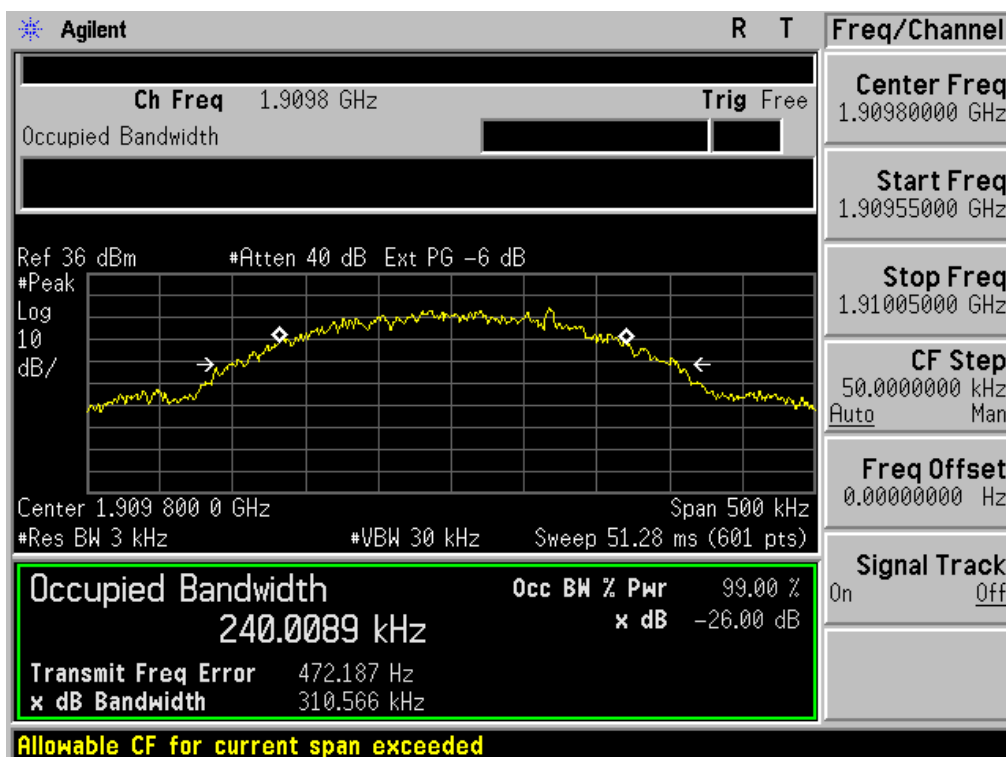 Agilent R T Freq/Channel
Ch Freq 1.9098 GHz Trig Free
Occupied Bandwidth
Center Freq
1.90980000 GHz
Start Freq
1.90955000 GHz
Ref 36 dBm #Atten 40 dB Ext PG -6 dB
#Peak
Log
10
dB/
Stop Freq
1.91005000 GHz
CF Step
50.0000000 kHz
Auto Man
Freq Offset
0.00000000 Hz
Center 1.909 800 0 GHz Span 500 kHz
#Res BW 3 kHz #VBW 30 kHz Sweep 51.28 ms (601 pts)
Signal Track
On Off
Occupied Bandwidth
240.0089 kHz
Occ BW % Pwr 99.00 %
x dB -26.00 dB
Transmit Freq Error 472.187 Hz
x dB Bandwidth 310.566 kHz
Allowable CF for current span exceeded